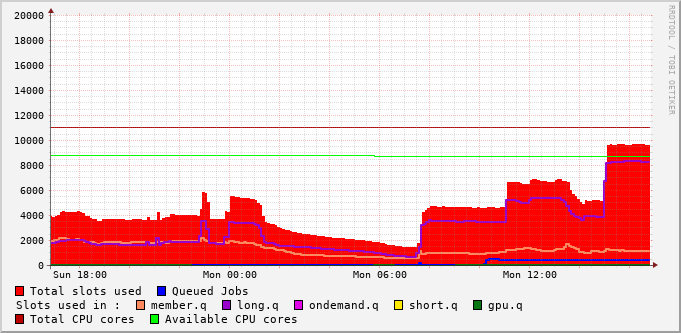 20000
18000
16000
14000
12000
10000
8000
6000
4000
2000
0
Sun 18:00 Mon 00:00 Mon 06:00 Mon 12:00
Total slots used Queued Jobs
Slots used in : member.q long.q ondemand.q short.q gpu.q
Total CPU cores Available CPU cores
RRDTOOL / TOBI OETIKER